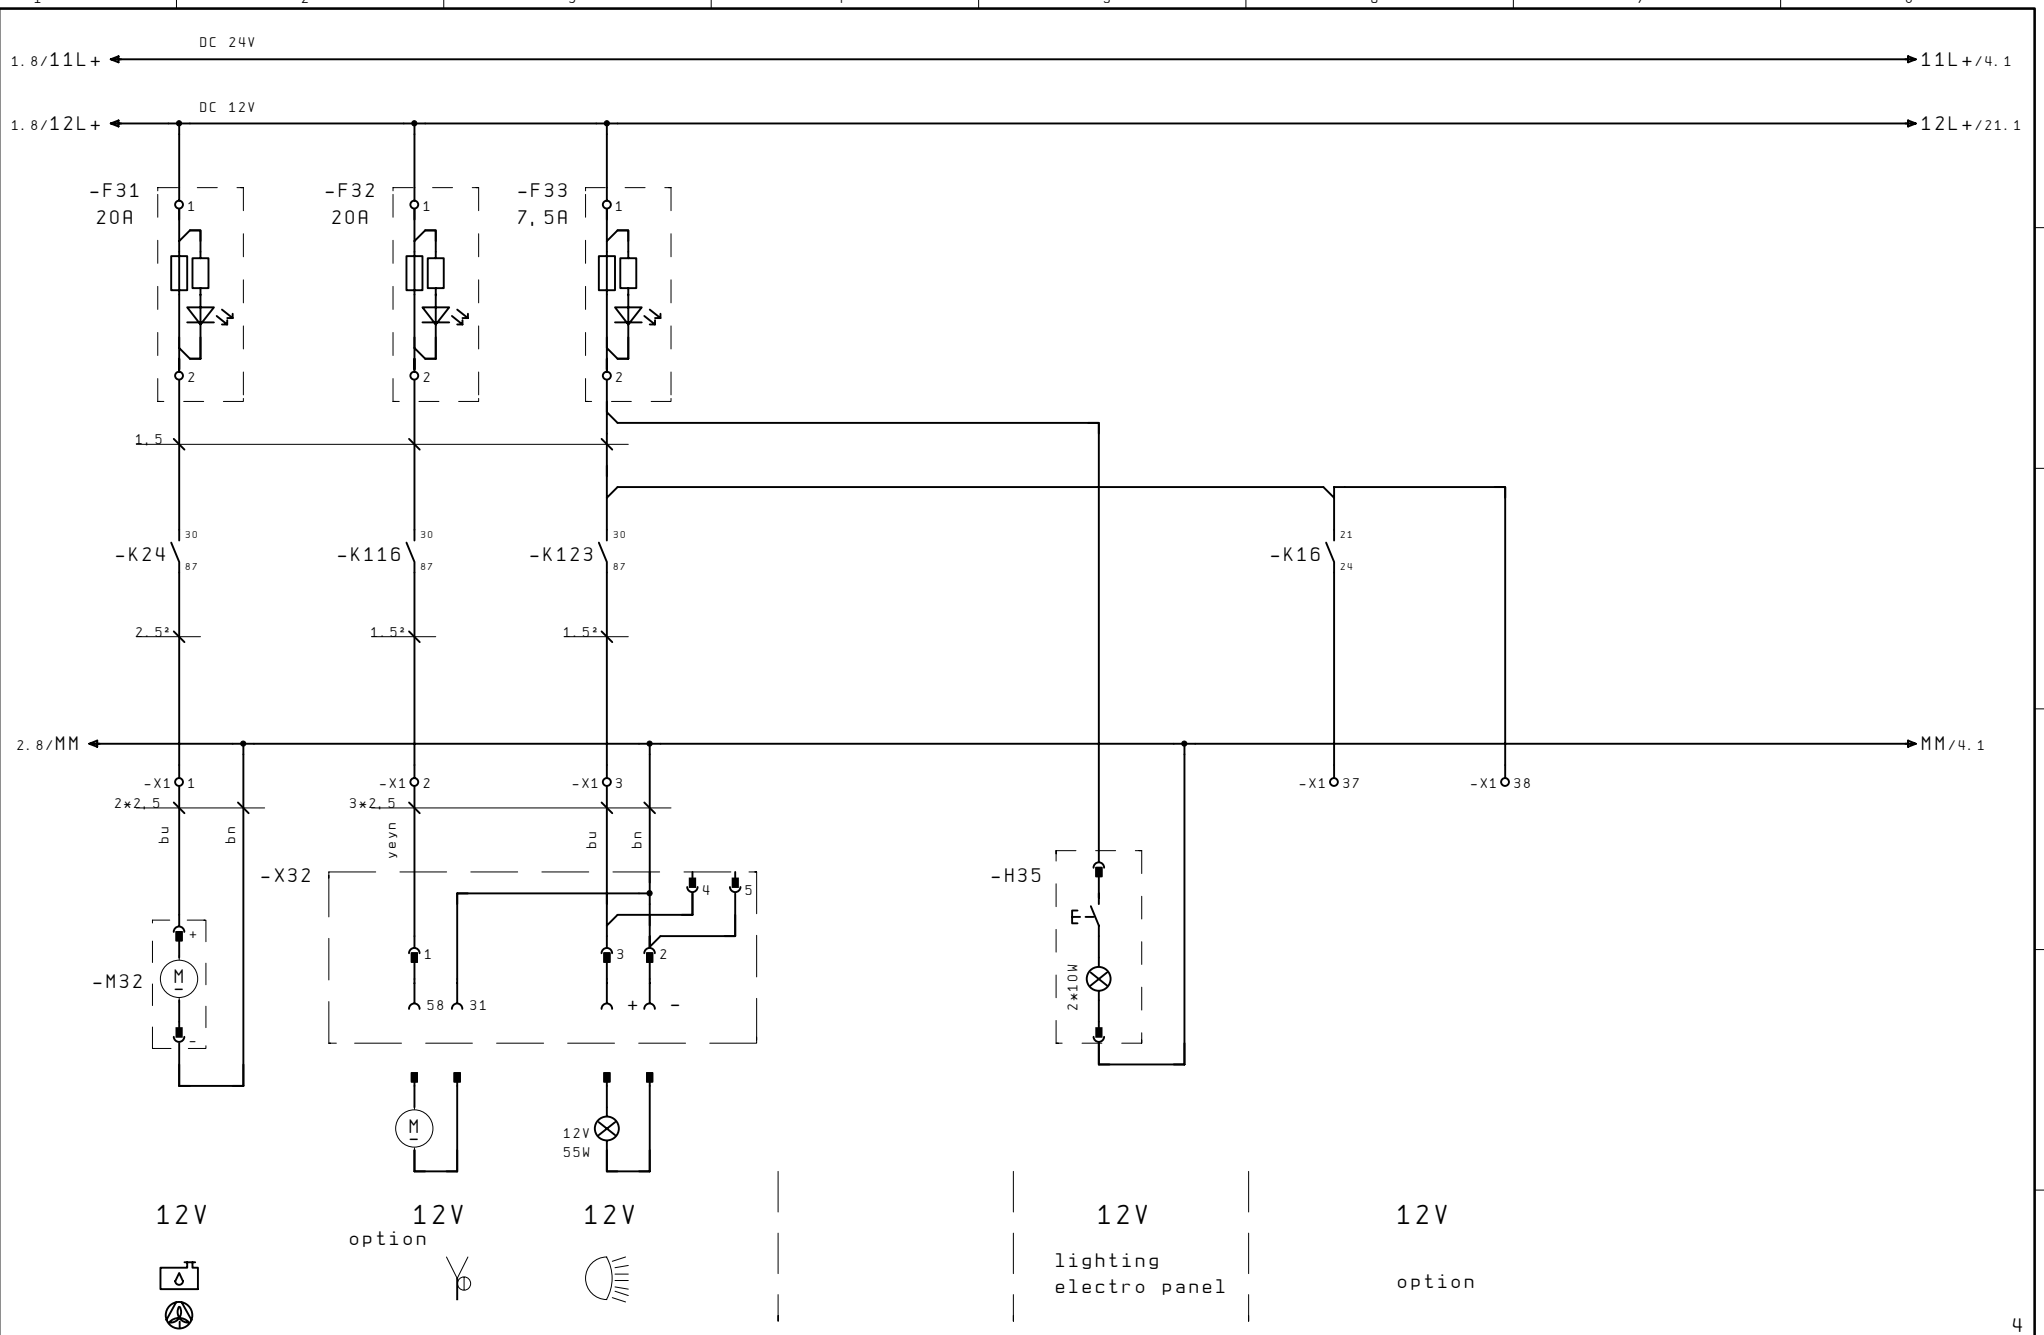 DC 24V
1.8/11L+
11L+/4.1
DC 12V
1.8/12L+
12L+/21.1
-F31
20A
1
2
-F32
20A
1
2
-F33
7,5A
1
2
1,5
-K24
30
87
-K116
30
87
-K123
30
87
-K16
21
24
2.5²
1.5²
1.5²
2.8/MM
MM/4.1
-X1 1
-X1 2
-X1 3
-X1 37
-X1 38
2*2,5
3*2,5
bu
bn
yeyn
bu
bn
-X32
4
5
-H35
+
1
3
2
-M32
M
-
58
31
+
-
2*10W
M
12V
55W
12V
12V
12V
12V
12V
option
lighting
electro panel
option
4